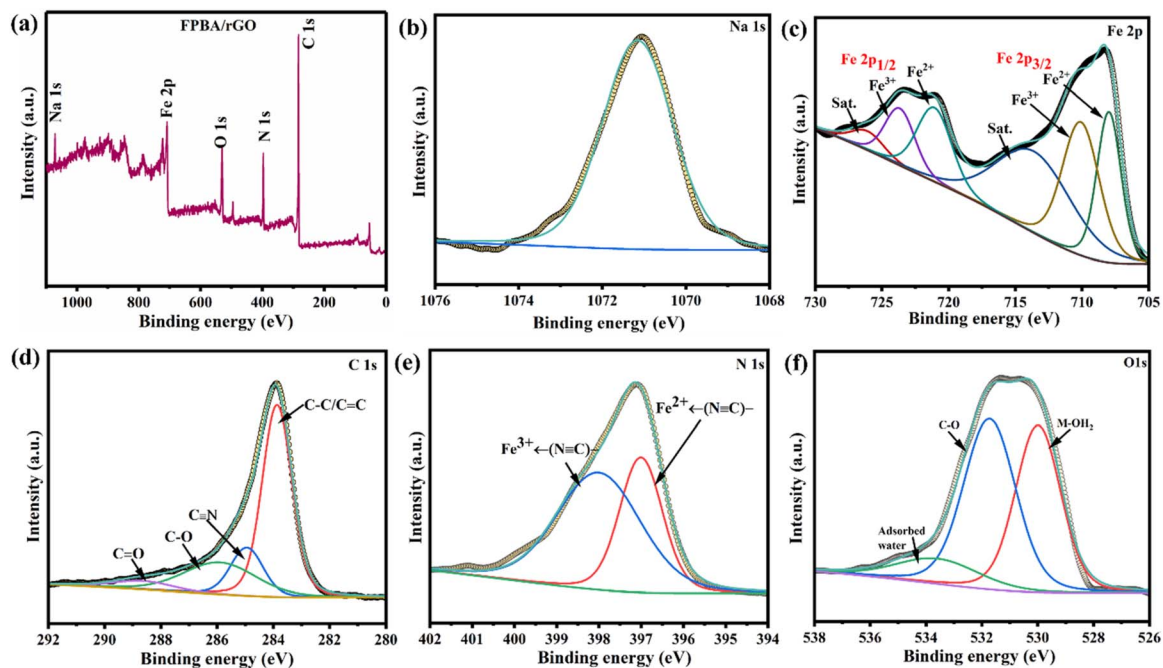 (a)
FPBA/rGO
Na 1s
Fe 2p
O 1s
N 1s
C 1s
Intensity (a.u.)
1000 800 600 400 200 0
Binding energy (eV)
(b)
Na 1s
Intensity (a.u.)
1076 1074 1072 1070 1068
Binding energy (eV)
(c)
Fe 2p
Fe 2p1/2
Fe 2p3/2
Sat.
Fe3+
Fe2+
Sat.
Fe3+
Fe2+
Intensity (a.u.)
730 725 720 715 710 705
Binding energy (eV)
(d)
C 1s
C-C/C=C
C≡N
C-O
C=O
Intensity (a.u.)
292 290 288 286 284 282 280
Binding energy (eV)
(e)
N 1s
Fe2+←(N≡C)−
Fe3+←(N≡C)−
Intensity (a.u.)
402 400 398 396 394
Binding energy (eV)
(f)
O1s
C-O
M-OH2
Adsorbed
water
Intensity (a.u.)
538 536 534 532 530 528 526
Binding energy (eV)